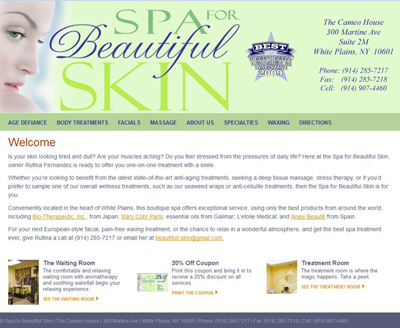 SPA FOR
Beautiful
SKIN
BEST
2009
The Cameo House
300 Martine Ave
Suite 2M
White Plains, NY 10601
Phone: (914) 285-7217
Fax: (914) 285-7218
Cell: (914) 907-4460
AGE DEFIANCE BODY TREATMENTS FACIALS MASSAGE ABOUT US SPECIALTIES WAXING DIRECTIONS
Welcome
Is your skin looking tired and dull? Are your muscles aching? Do you feel stressed from the pressures of daily life? Here at the Spa for Beautiful Skin,
owner Rufina Fernandez is ready to offer you one-on-one treatment with a smile.
Whether you're looking to benefit from the latest state-of-the-art anti-aging treatments, seeking a deep tissue massage, stress therapy, or if you'd
prefer to sample one of our overall wellness treatments, such as our seaweed wraps or anti-cellulite treatments, then the Spa for Beautiful Skin is for
you.
Conveniently located in the heart of White Plains, this boutique spa offers exceptional service, using only the best products from around the world,
including Bio-Therapeutic, Inc., from Japan; Mary Cohr Paris; essential oils from Galimar; L'etoile Medical; and Anesi Beauté from Spain.
For your next European-style facial, pain-free waxing treatment, or the chance to relax in a wonderful atmosphere, and get the best spa treatment
ever, give Rufina a call at (914) 285-7217 or email her at beautifull.skin@gmail.com.
The Waiting Room
The comfortable and relaxing
waiting room with aromatherapy
and soothing waterfall begin your
relaxing experience.
SEE THE WAITING ROOM
20% Off Coupon
Print this coupon and bring it in to
receive a 20% discount on all
services.
PRINT THE COUPON
Treatment Room
The treatment room is where the
magic happens. Take a peek.
SEE THE TREATMENT ROOM
© Spa for Beautiful Skin | The Cameo House | 300 Martine Ave | White Plains, NY 10606 | Phone: (914) 285-7217 | Fax: (914) 285-7218 | Cell: (914) 907-4460